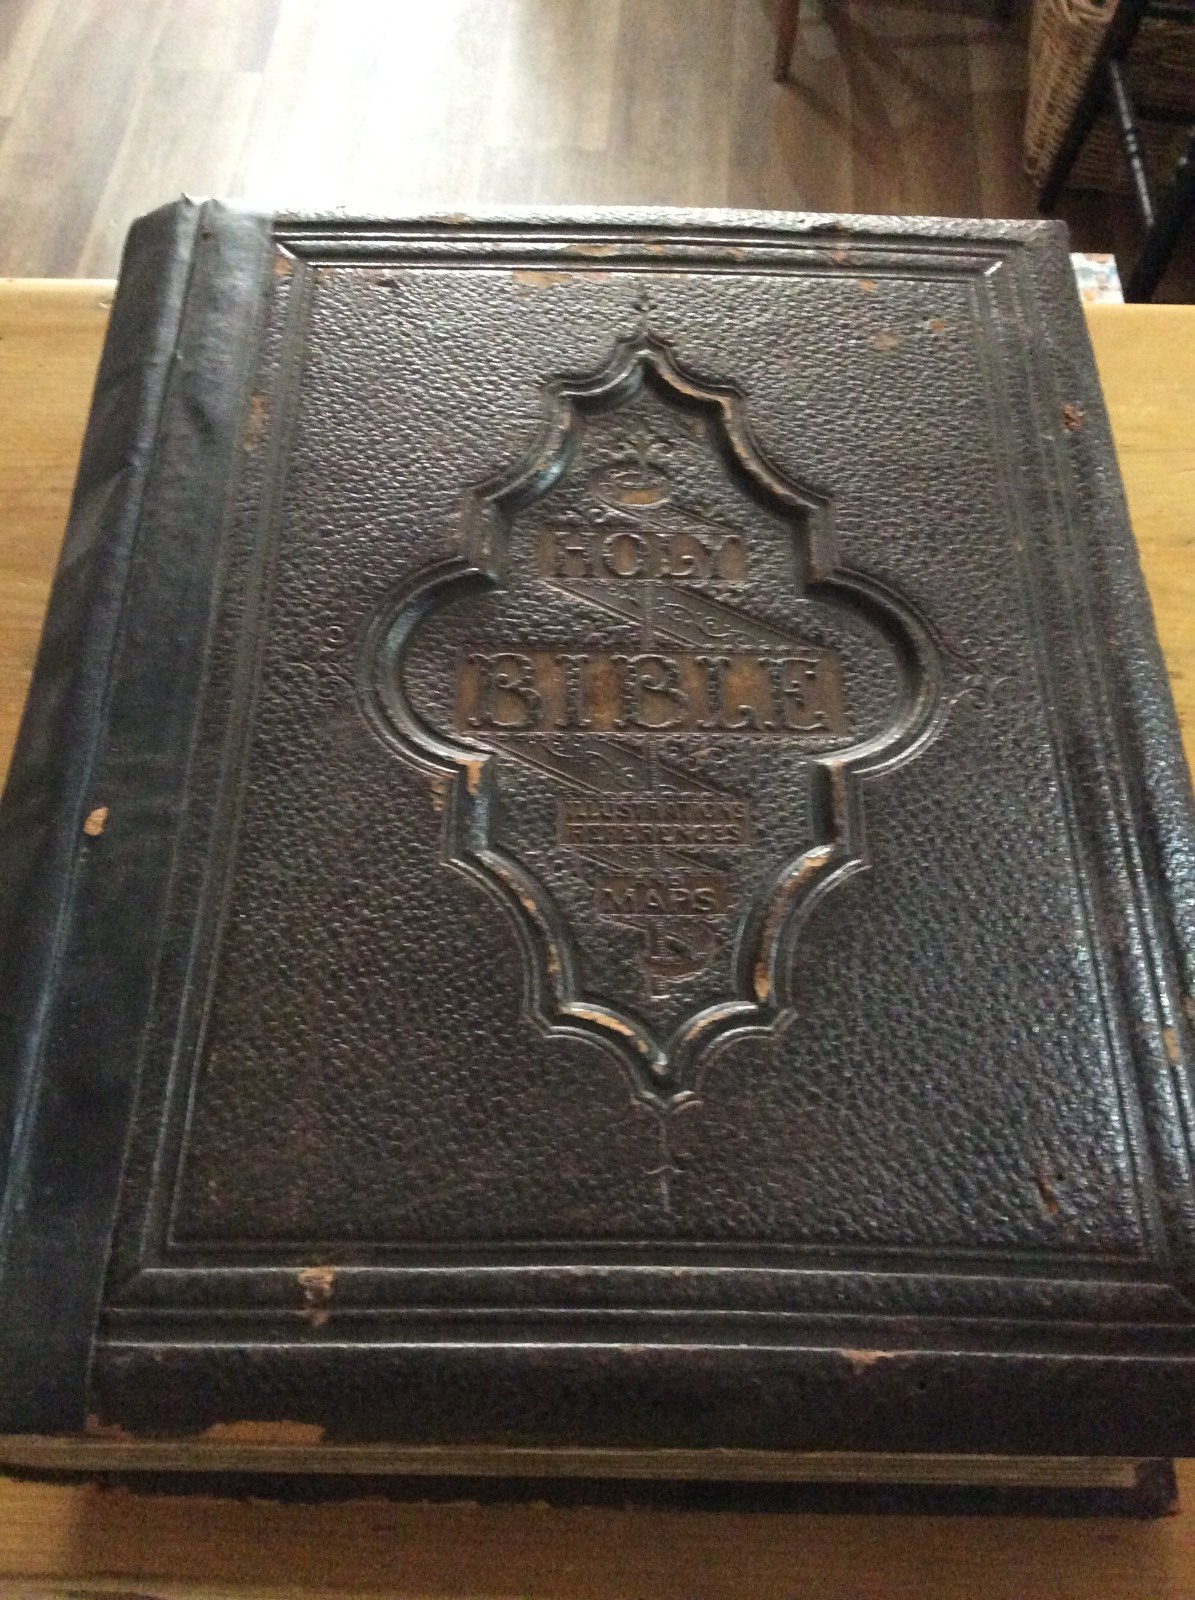 HOLY
BIBLE
ILLUSTRATIONS
REFERENCES
MAPS